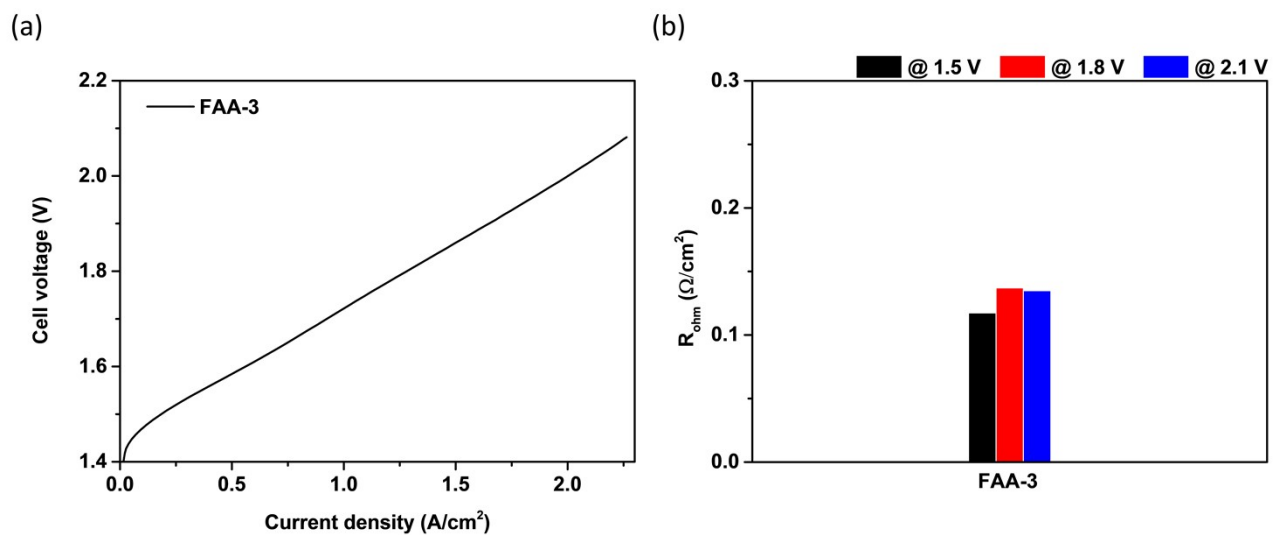 (a)
(b)
@ 1.5 V @ 1.8 V @ 2.1 V
FAA-3
2.2
2.0
1.8
1.6
1.4
Cell voltage (V)
0.0 0.5 1.0 1.5 2.0
Current density (A/cm²)
0.3
0.2
0.1
0.0
R_ohm (Ω/cm²)
FAA-3